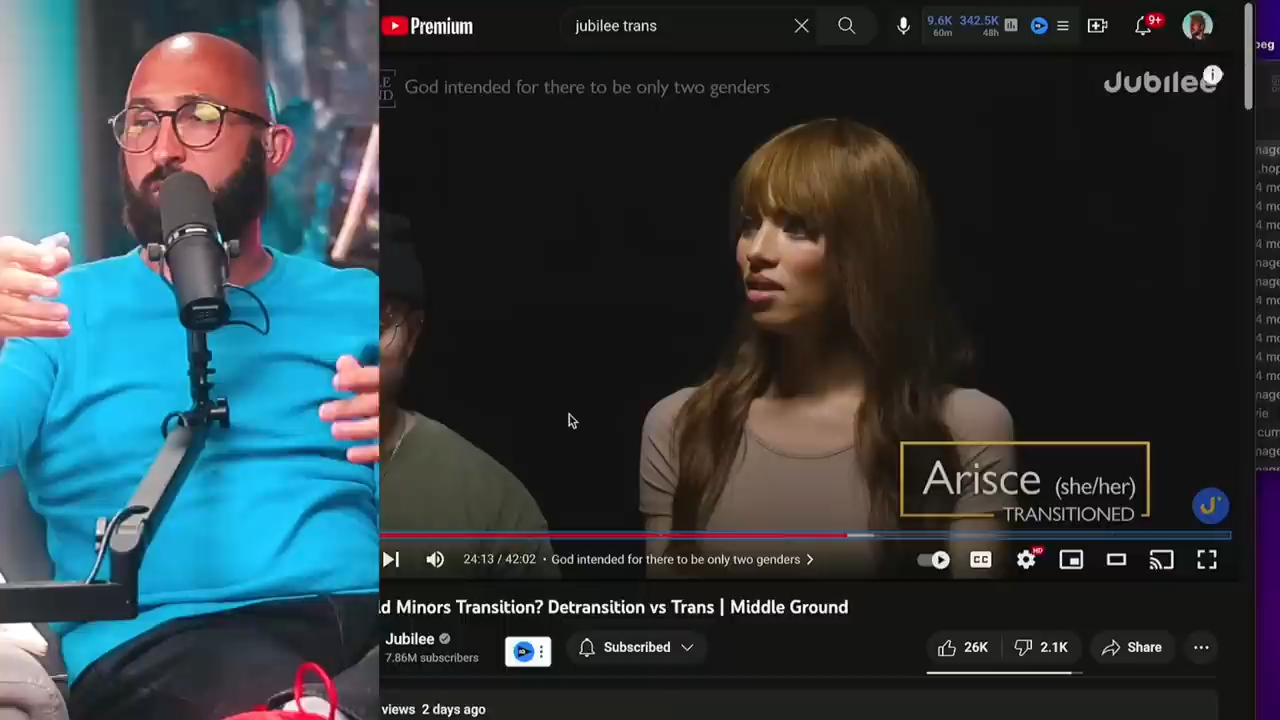 Premium
jubilee trans
9.6K 342.5K
60m 48h
9+
God intended for there to be only two genders
Jubilee
Arisce (she/her)
TRANSITIONED
24:13 / 42:02 • God intended for there to be only two genders
CC
HD
d Minors Transition? Detransition vs Trans | Middle Ground
Jubilee
7.86M subscribers
Subscribed
26K
2.1K
Share
views 2 days ago